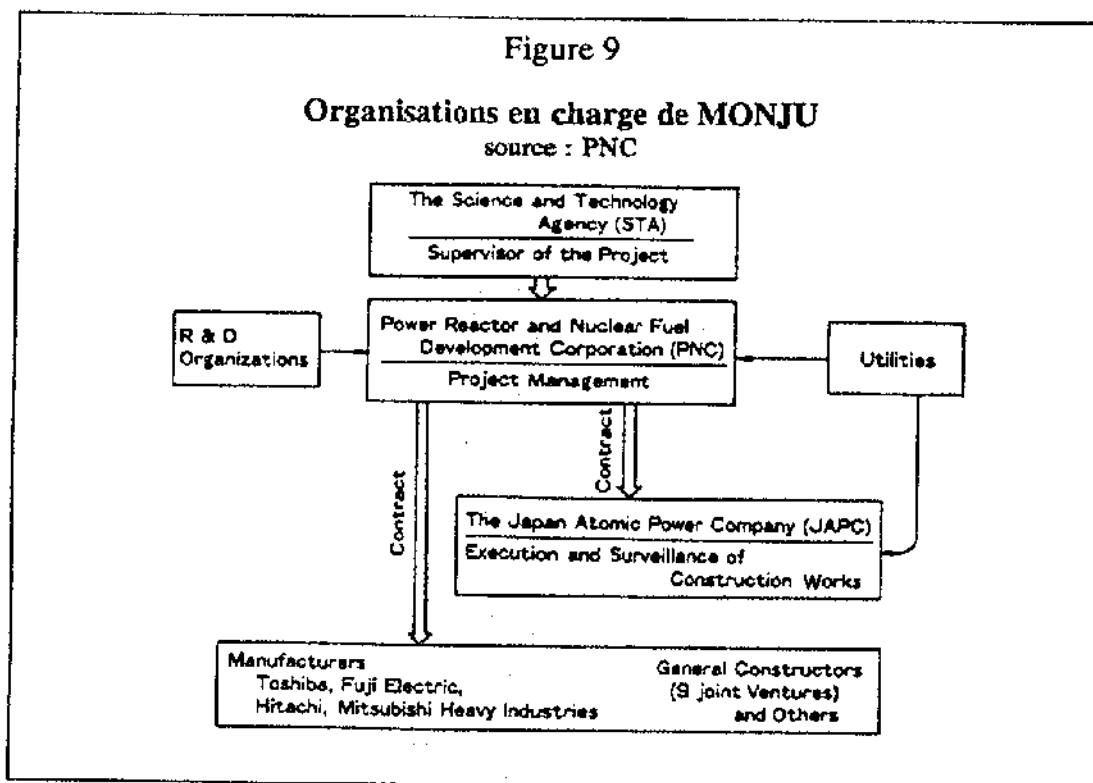 Figure 9
Organisations en charge de MONJU
source : PNC
The Science and Technology
Agency (STA)
Supervisor of the Project
R & D
Organizations
Power Reactor and Nuclear Fuel
Development Corporation (PNC)
Project Management
Utilities
Contract
Contract
The Japan Atomic Power Company (JAPC)
Execution and Surveillance of
Construction Works
Manufacturers
Toshiba, Fuji Electric,
Hitachi, Mitsubishi Heavy Industries
General Constructors
(9 joint Ventures)
and Others